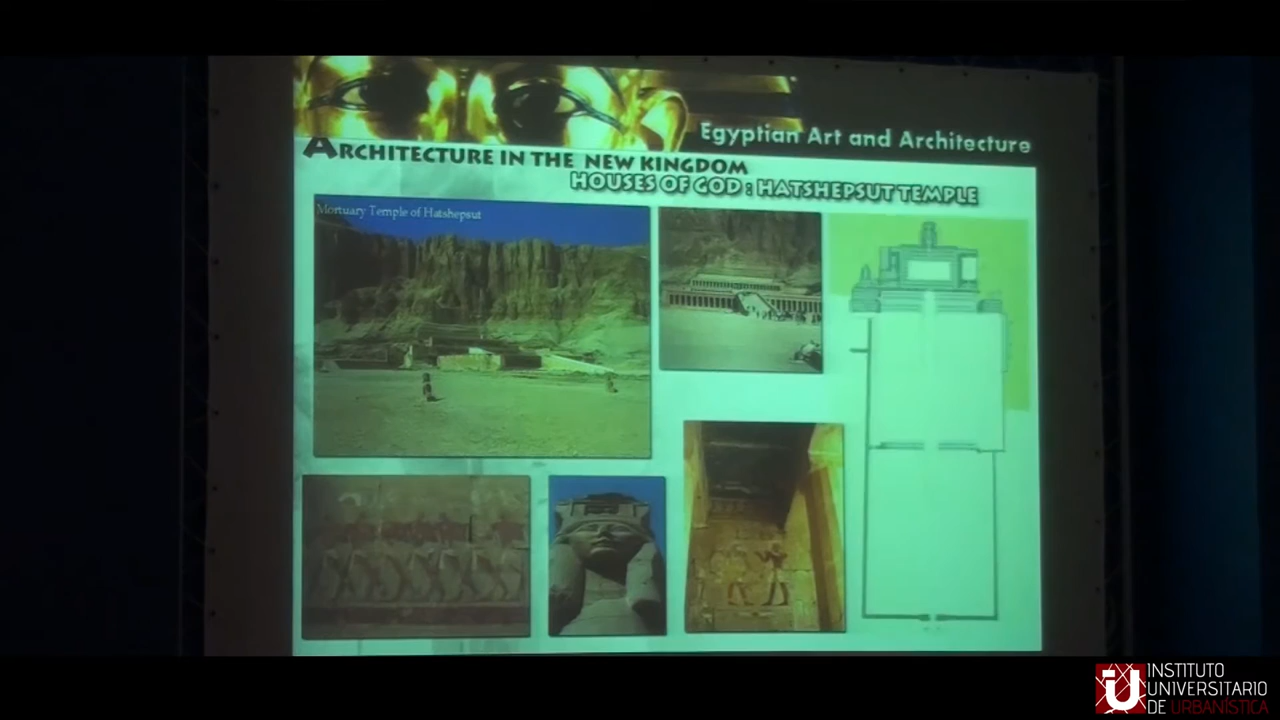 Egyptian Art and Architecture
ARCHITECTURE IN THE NEW KINGDOM
HOUSES OF GOD : HATSHEPSUT TEMPLE
Mortuary Temple of Hatshepsut
INSTITUTO
UNIVERSITARIO
DE URBANÍSTICA